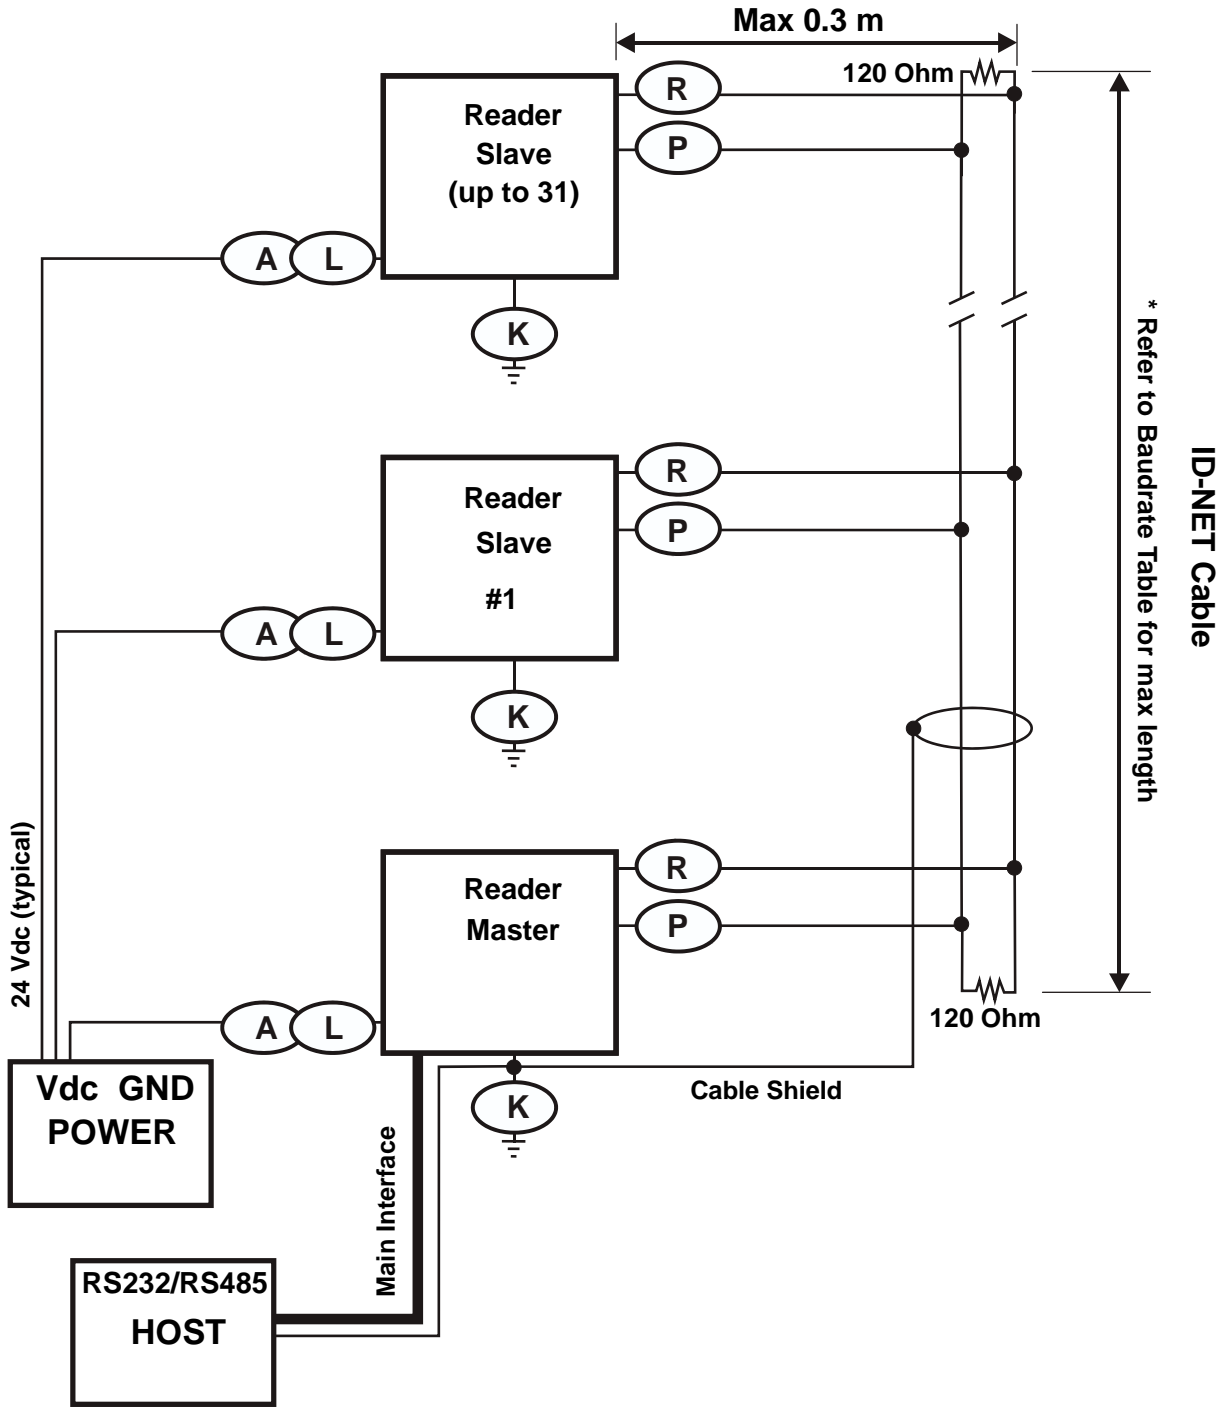 Max 0.3 m
120 Ohm
R
P
Reader
Slave
(up to 31)
A L
K
R
P
Reader
Slave
#1
A L
K
R
P
Reader
Master
A L
K
120 Ohm
* Refer to Baudrate Table for max length
ID-NET Cable
24 Vdc (typical)
Vdc GND
POWER
Cable Shield
Main Interface
RS232/RS485
HOST